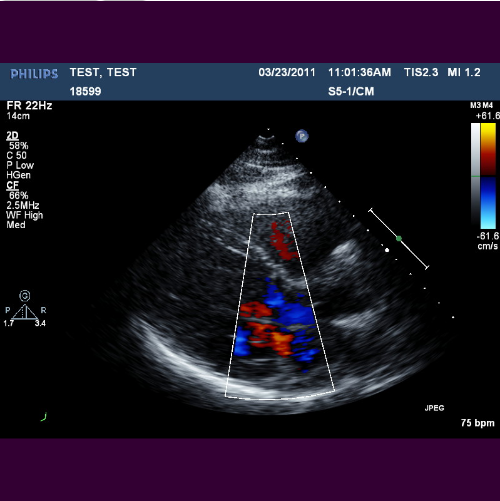 PHILIPS TEST, TEST 03/23/2011 11:01:36AM TIS2.3 MI 1.2
18599 S5-1/CM
FR 22Hz
14cm
2D
58%
C 50
P Low
HGen
CF
66%
2.5MHz
WF High
Med
M3 M4
+61.6
-61.6
cm/s
P
G
P R
1.7 3.4
JPEG
75 bpm